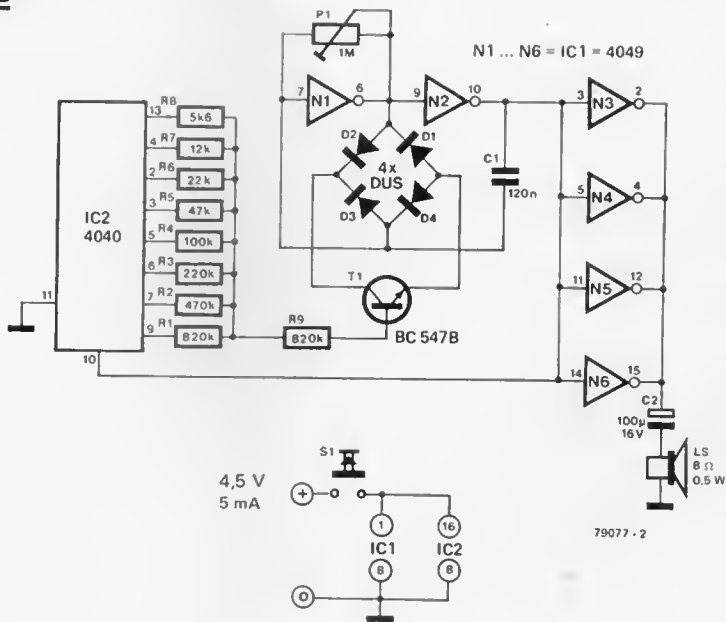 P1
1M
N1 ... N6 = IC1 = 4049
7
N1
6
9
N2
10
3
N3
2
13
R8
5k6
4
R7
12k
2
R6
22k
3
R5
47k
5
R4
100k
6
R3
220k
7
R2
470k
9
R1
820k
IC2
4040
11
10
D2
D1
4x
DUS
D3
D4
C1
120n
5
N4
4
11
N5
12
14
N6
15
T1
BC 547B
R9
820k
C2
100µ
16V
LS
8 Ω
0,5 W
79077 - 2
S1
4,5 V
5 mA
+
1
16
IC1
IC2
8
8
0